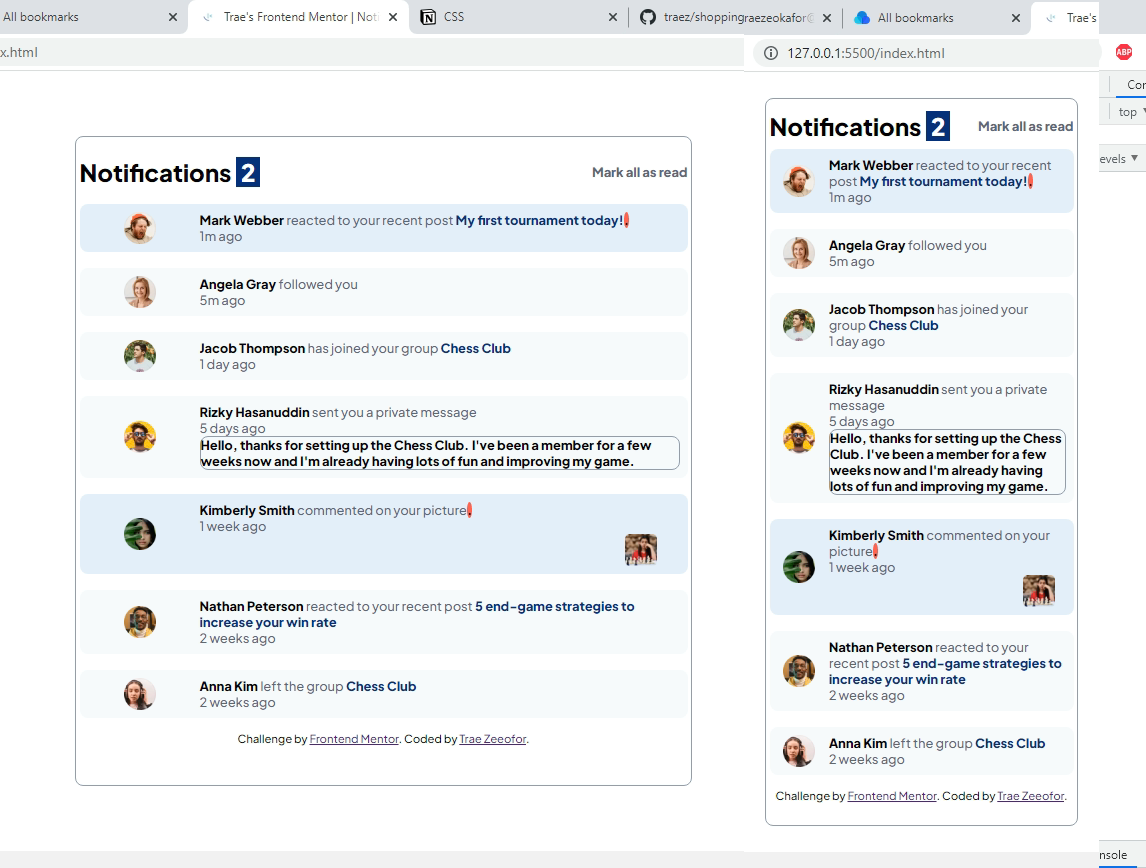 All bookmarks
Trae's Frontend Mentor | Not
CSS
traez/shoppingraezeokafor@
All bookmarks
Trae's
x.html
127.0.0.1:5500/index.html
ABP
Cor
top
evels
nsole
Notifications 2
Mark all as read
Mark Webber reacted to your recent post My first tournament today!
1m ago
Angela Gray followed you
5m ago
Jacob Thompson has joined your group Chess Club
1 day ago
Rizky Hasanuddin sent you a private message
5 days ago
Hello, thanks for setting up the Chess Club. I've been a member for a few
weeks now and I'm already having lots of fun and improving my game.
Kimberly Smith commented on your picture
1 week ago
Nathan Peterson reacted to your recent post 5 end-game strategies to
increase your win rate
2 weeks ago
Anna Kim left the group Chess Club
2 weeks ago
Challenge by Frontend Mentor. Coded by Trae Zeeofor.
Notifications 2
Mark all as read
Mark Webber reacted to your recent
post My first tournament today!
1m ago
Angela Gray followed you
5m ago
Jacob Thompson has joined your
group Chess Club
1 day ago
Rizky Hasanuddin sent you a private
message
5 days ago
Hello, thanks for setting up the Chess
Club. I've been a member for a few
weeks now and I'm already having
lots of fun and improving my game.
Kimberly Smith commented on your
picture
1 week ago
Nathan Peterson reacted to your
recent post 5 end-game strategies to
increase your win rate
2 weeks ago
Anna Kim left the group Chess Club
2 weeks ago
Challenge by Frontend Mentor. Coded by Trae Zeeofor.